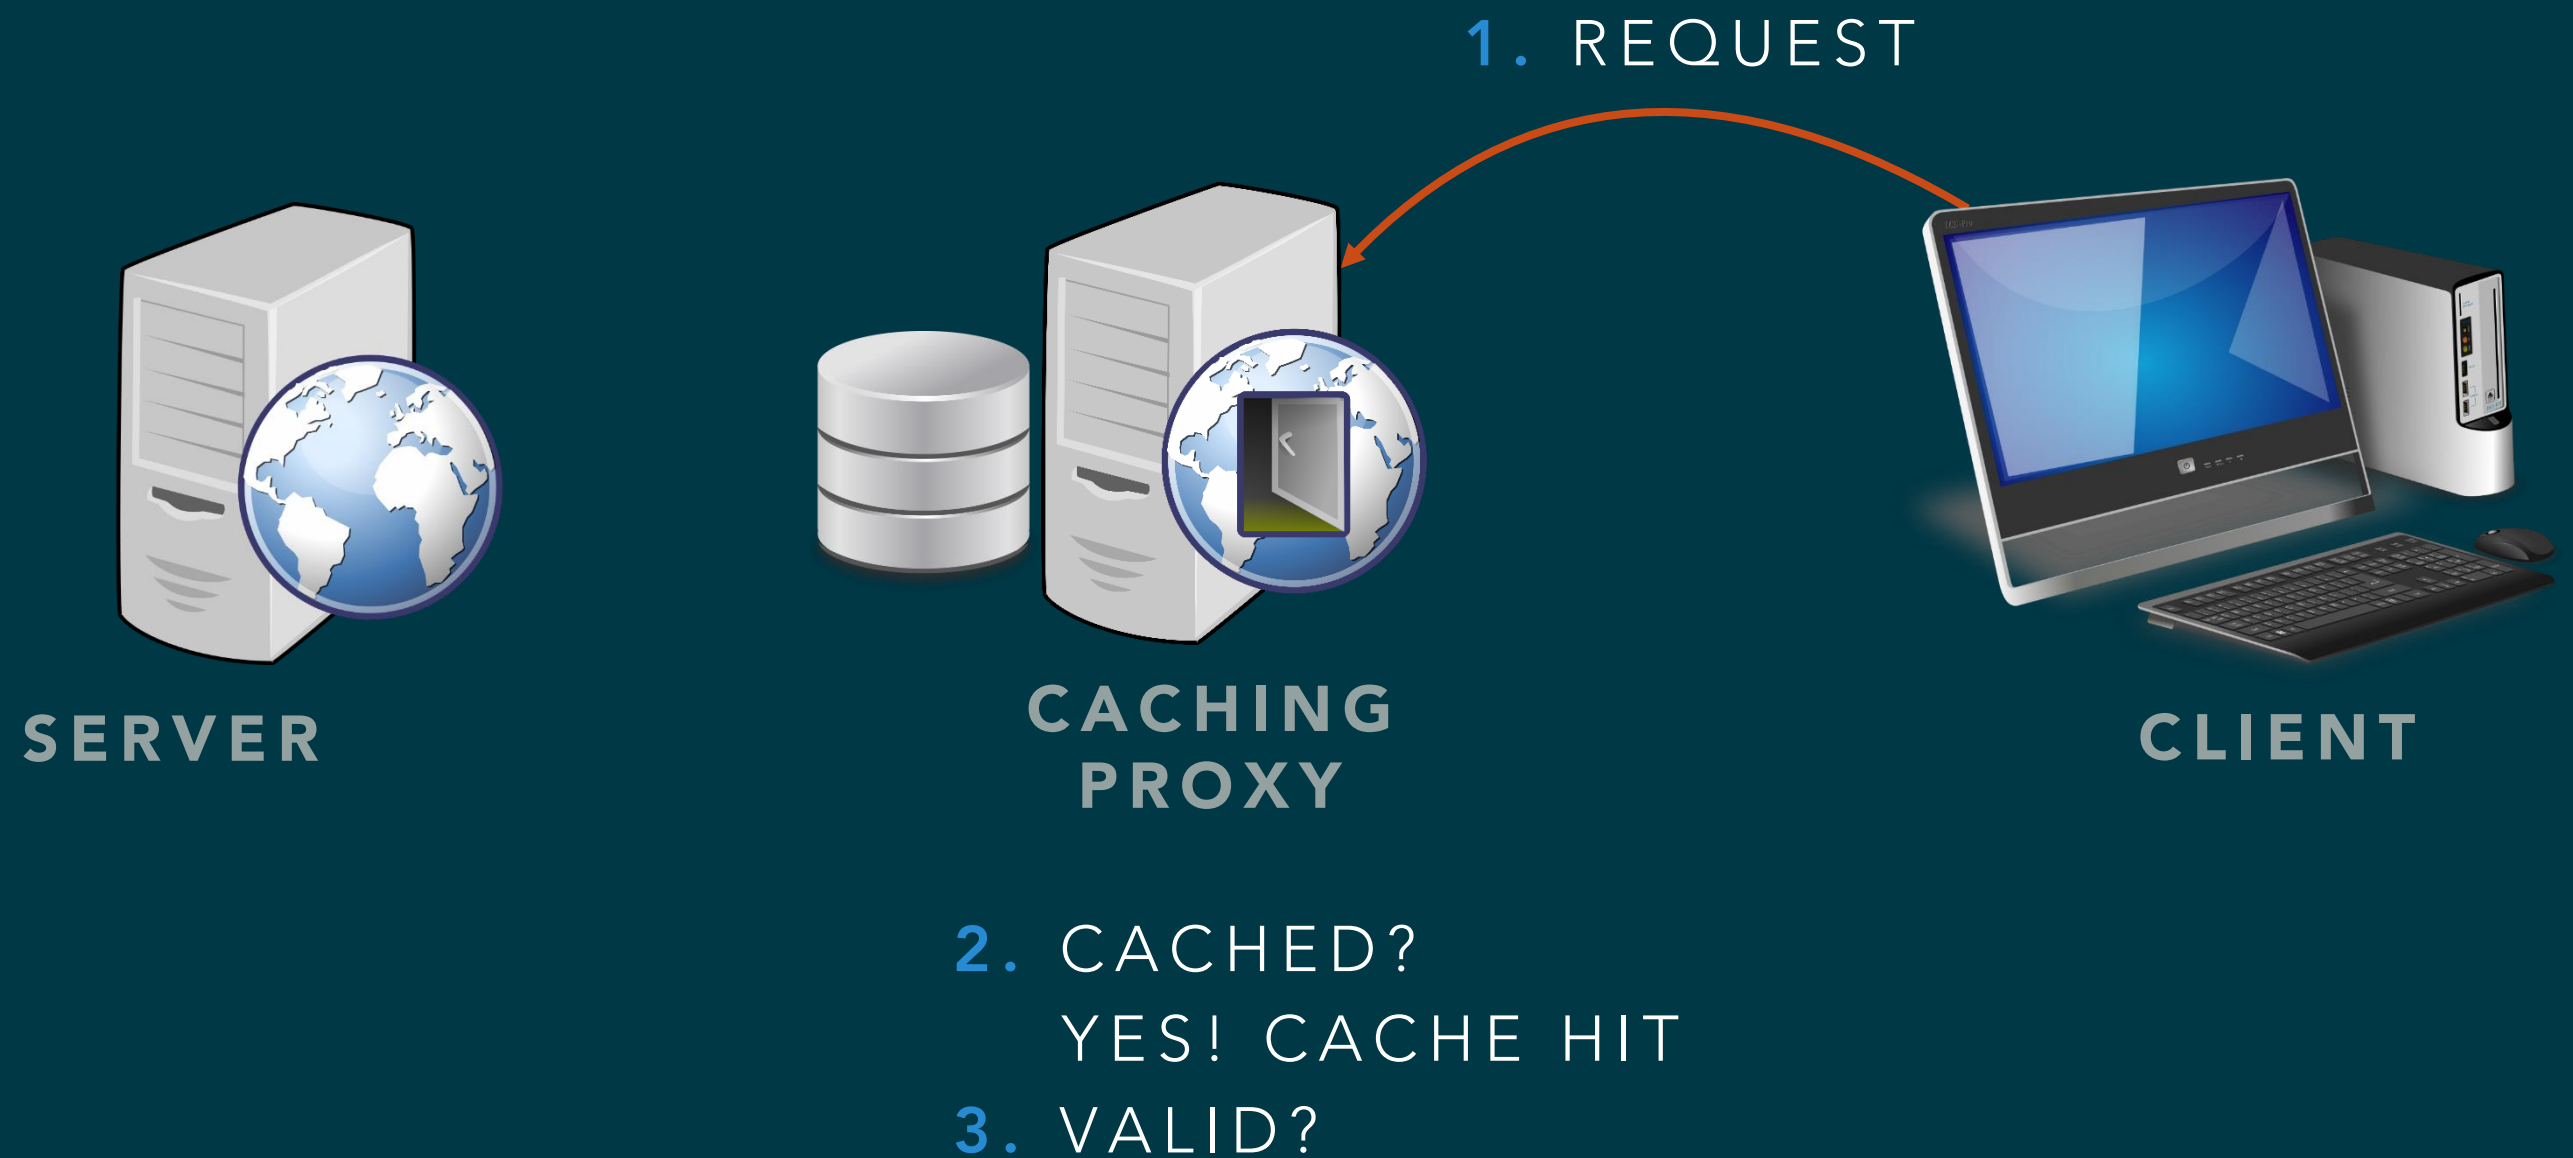 1. REQUEST
SERVER
CACHING
PROXY
CLIENT
2. CACHED?
YES! CACHE HIT
3. VALID?